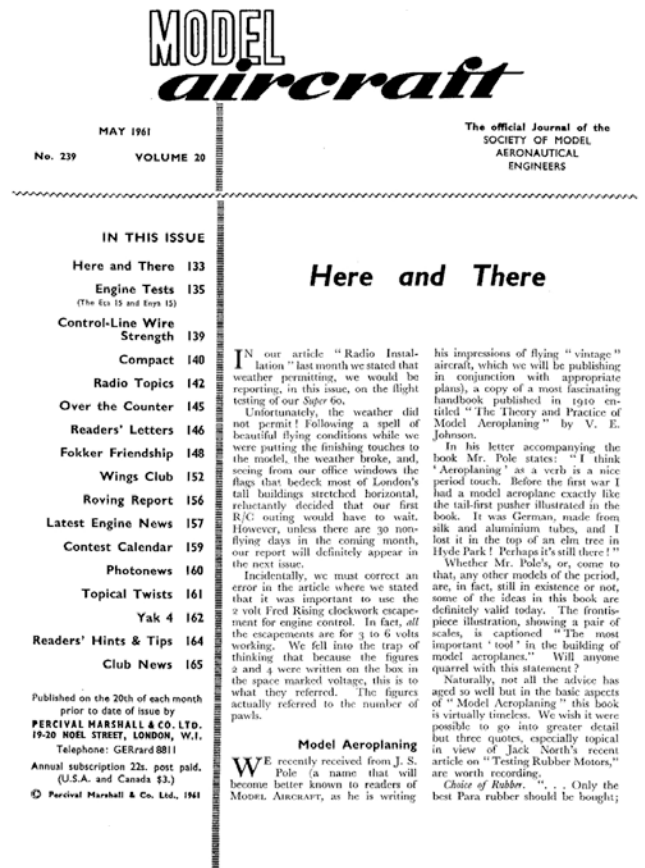 MODEL
aircraft
MAY 1961
No. 239 VOLUME 20
The official Journal of the
SOCIETY OF MODEL
AERONAUTICAL
ENGINEERS
IN THIS ISSUE
Here and There 133
Engine Tests 135
(The Eta 15 and Enya 15)
Control-Line Wire
Strength 139
Compact 140
Radio Topics 142
Over the Counter 145
Readers' Letters 146
Fokker Friendship 148
Wings Club 152
Roving Report 156
Latest Engine News 157
Contest Calendar 159
Photonews 160
Topical Twists 161
Yak 4 162
Readers' Hints & Tips 164
Club News 165
Published on the 20th of each month
prior to date of issue by
PERCIVAL MARSHALL & CO. LTD.
19-20 NOEL STREET, LONDON, W.I.
Telephone: GERrard 8811
Annual subscription 22s. post paid.
(U.S.A. and Canada $3.)
© Percival Marshall & Co. Ltd., 1961
Here and There
IN our article "Radio Instal-
lation" last month we stated that
weather permitting, we would be
reporting, in this issue, on the flight
testing of our Super 60.
Unfortunately, the weather did
not permit! Following a spell of
beautiful flying conditions while we
were putting the finishing touches to
the model, the weather broke, and,
seeing from our office windows the
flags that bedeck most of London's
tall buildings stretched horizontal,
reluctantly decided that our first
R/C outing would have to wait.
However, unless there are 30 non-
flying days in the coming month,
our report will definitely appear in
the next issue.
Incidentally, we must correct an
error in the article where we stated
that it was important to use the
2 volt Fred Rising clockwork escape-
ment for engine control. In fact, all
the escapements are for 3 to 6 volts
working. We fell into the trap of
thinking that because the figures
2 and 4 were written on the box in
the space marked voltage, this is to
what they referred. The figures
actually referred to the number of
pawls.
Model Aeroplaning
WE recently received from J. S.
Pole (a name that will
become better known to readers of
MODEL AIRCRAFT, as he is writing
his impressions of flying "vintage"
aircraft, which we will be publishing
in conjunction with appropriate
plans), a copy of a most fascinating
handbook published in 1910 en-
titled "The Theory and Practice of
Model Aeroplaning" by V. E.
Johnson.
In his letter accompanying the
book Mr. Pole states: "I think
'Aeroplaning' as a verb is a nice
period touch. Before the first war I
had a model aeroplane exactly like
the tail-first pusher illustrated in the
book. It was German, made from
silk and aluminium tubes, and I
lost it in the top of an elm tree in
Hyde Park! Perhaps it's still there!"
Whether Mr. Pole's, or, come to
that, any other models of the period,
are, in fact, still in existence or not,
some of the ideas in this book are
definitely valid today. The frontis-
piece illustration, showing a pair of
scales, is captioned "The most
important 'tool' in the building of
model aeroplanes." Will anyone
quarrel with this statement?
Naturally, not all the advice has
aged so well but in the basic aspects
of "Model Aeroplaning" this book
is virtually timeless. We wish it were
possible to go into greater detail
but three quotes, especially topical
in view of Jack North's recent
article on "Testing Rubber Motors,"
are worth recording.
Choice of Rubber. ". . . Only the
best Para rubber should be bought;